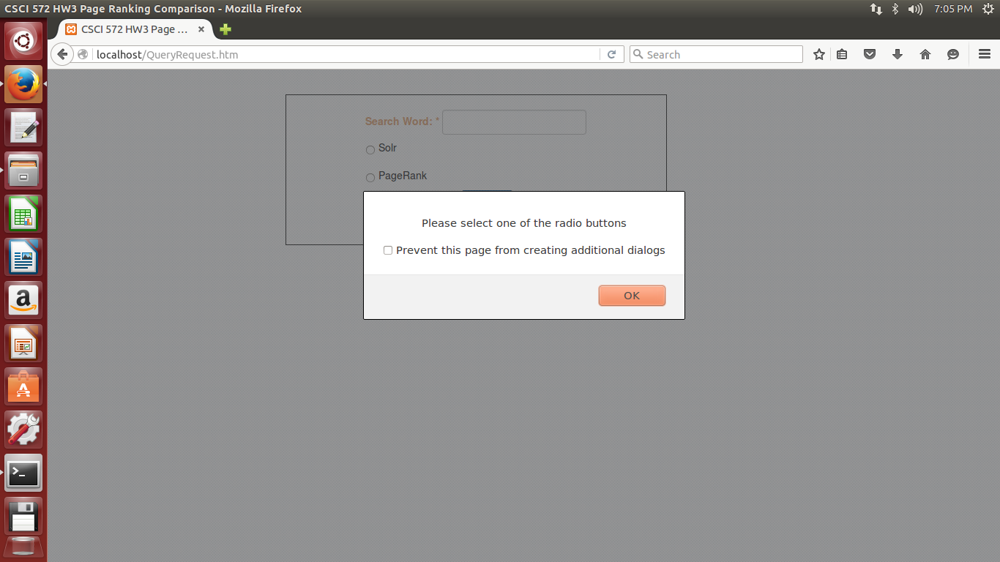 CSCI 572 HW3 Page Ranking Comparison - Mozilla Firefox
7:05 PM
CSCI 572 HW3 Page ...
localhost/QueryRequest.htm
Search
Search Word: *
Solr
PageRank
Please select one of the radio buttons
Prevent this page from creating additional dialogs
OK